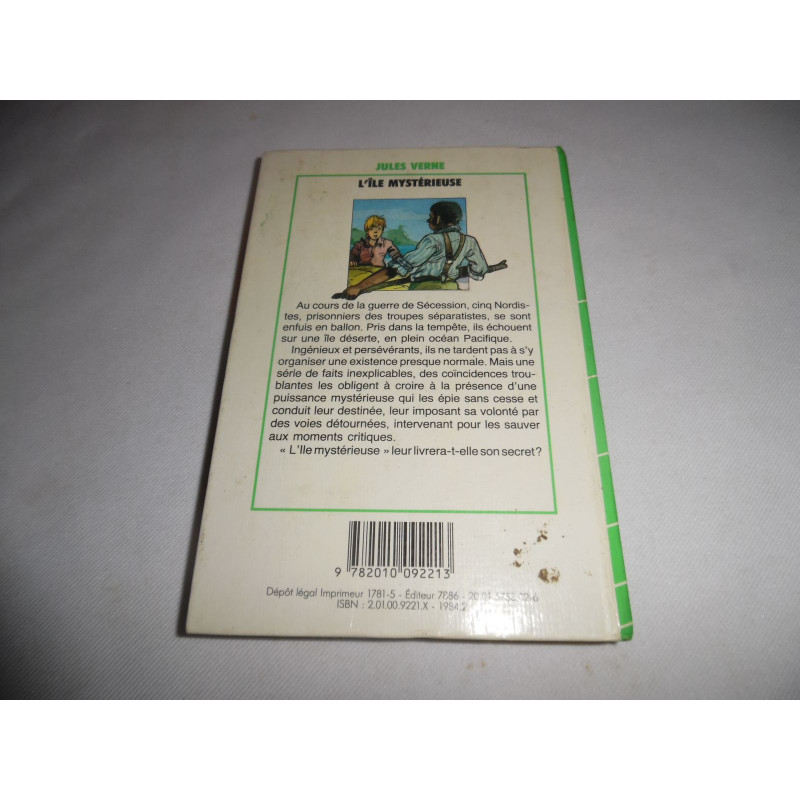 JULES VERNE
L'ÎLE MYSTÉRIEUSE
Au cours de la guerre de Sécession, cinq Nordis-
tes, prisonniers des troupes séparatistes, se sont
enfuis en ballon. Pris dans la tempête, ils échouent
sur une île déserte, en plein océan Pacifique.
Ingénieux et persévérants, ils ne tardent pas à s'y
organiser une existence presque normale. Mais une
série de faits inexplicables, des coïncidences trou-
blantes les obligent à croire à la présence d'une
puissance mystérieuse qui les épie sans cesse et
conduit leur destinée, leur imposant sa volonté par
des voies détournées, intervenant pour les sauver
aux moments critiques.
« L'Ile mystérieuse » leur livrera-t-elle son secret?
9 782010 092213
Dépôt légal Imprimeur 1781-5 - Éditeur
ISBN : 2.01.00.9221.X -